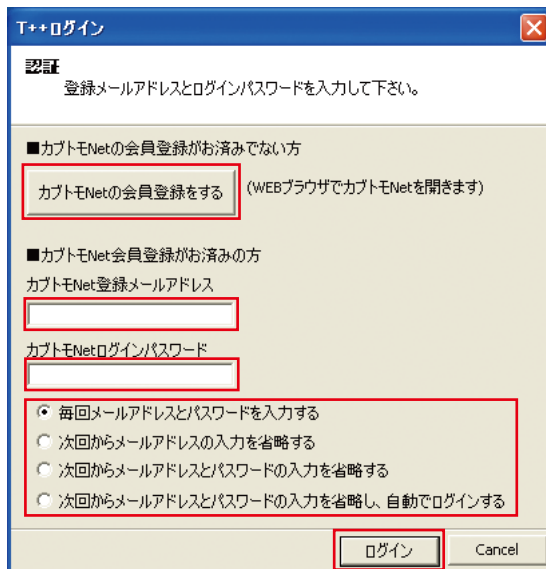 T++ログイン
認証
登録メールアドレスとログインパスワードを入力して下さい。
■カブトモNetの会員登録がお済みでない方
カブトモNetの会員登録をする
(WEBブラウザでカブトモNetを開きます)
■カブトモNet会員登録がお済みの方
カブトモNet登録メールアドレス
カブトモNetログインパスワード
毎回メールアドレスとパスワードを入力する
次回からメールアドレスの入力を省略する
次回からメールアドレスとパスワードの入力を省略する
次回からメールアドレスとパスワードの入力を省略し、自動でログインする
ログイン
Cancel